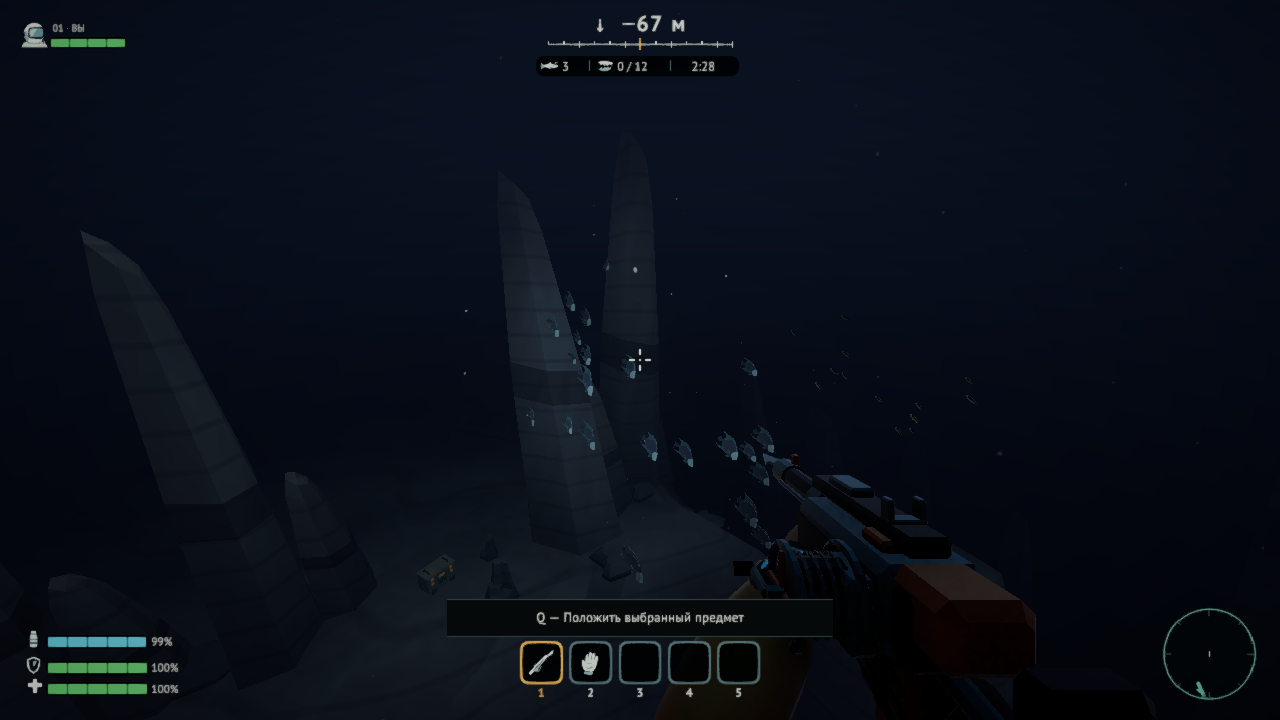 01 · ВЫ
−67 м
3 0 / 12 2:28
Q — Положить выбранный предмет
99%
100%
100%
1 2 3 4 5